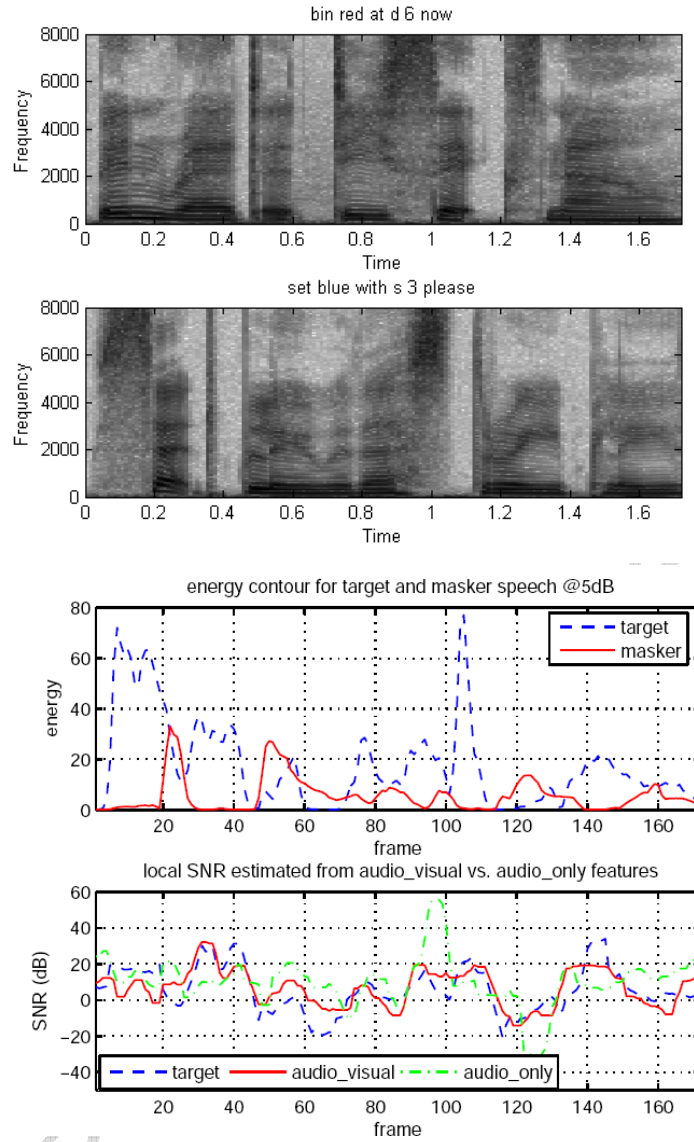 bin red at d 6 now
8000
6000
4000
2000
0
Frequency
0 0.2 0.4 0.6 0.8 1 1.2 1.4 1.6
Time
set blue with s 3 please
8000
6000
4000
2000
0
Frequency
0 0.2 0.4 0.6 0.8 1 1.2 1.4 1.6
Time
energy contour for target and masker speech @5dB
80
60
40
20
0
energy
target
masker
20 40 60 80 100 120 140 160
frame
local SNR estimated from audio_visual vs. audio_only features
60
40
20
0
−20
−40
SNR (dB)
target audio_visual audio_only
20 40 60 80 100 120 140 160
frame